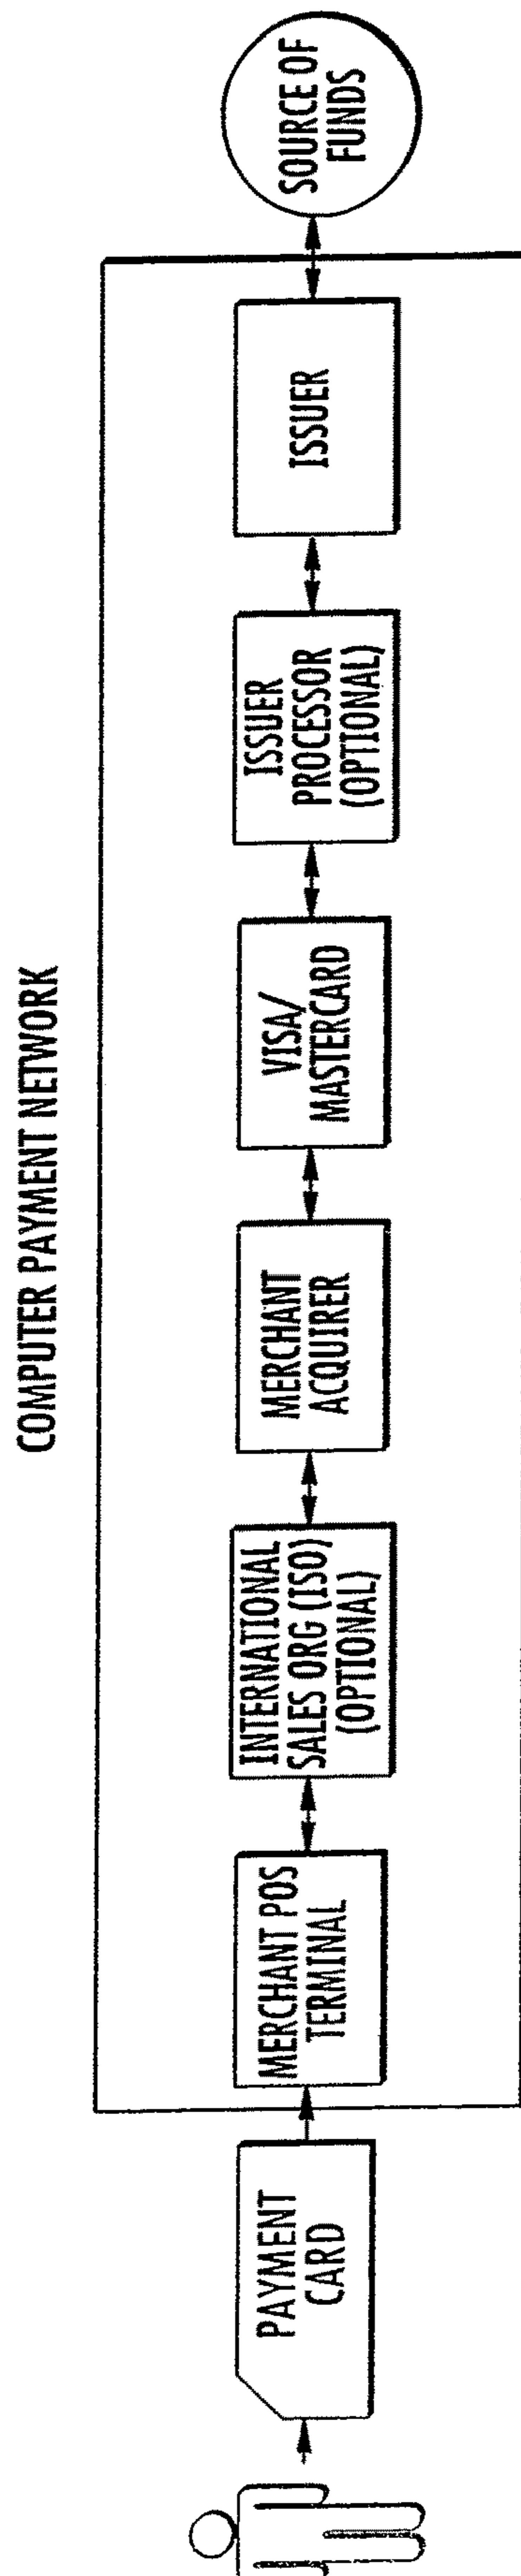 COMPUTER PAYMENT NETWORK
PAYMENT
CARD
MERCHANT POS
TERMINAL
INTERNATIONAL
SALES ORG (ISO)
(OPTIONAL)
MERCHANT
ACQUIRER
VISA/
MASTERCARD
ISSUER
PROCESSOR
(OPTIONAL)
ISSUER
SOURCE OF
FUNDS